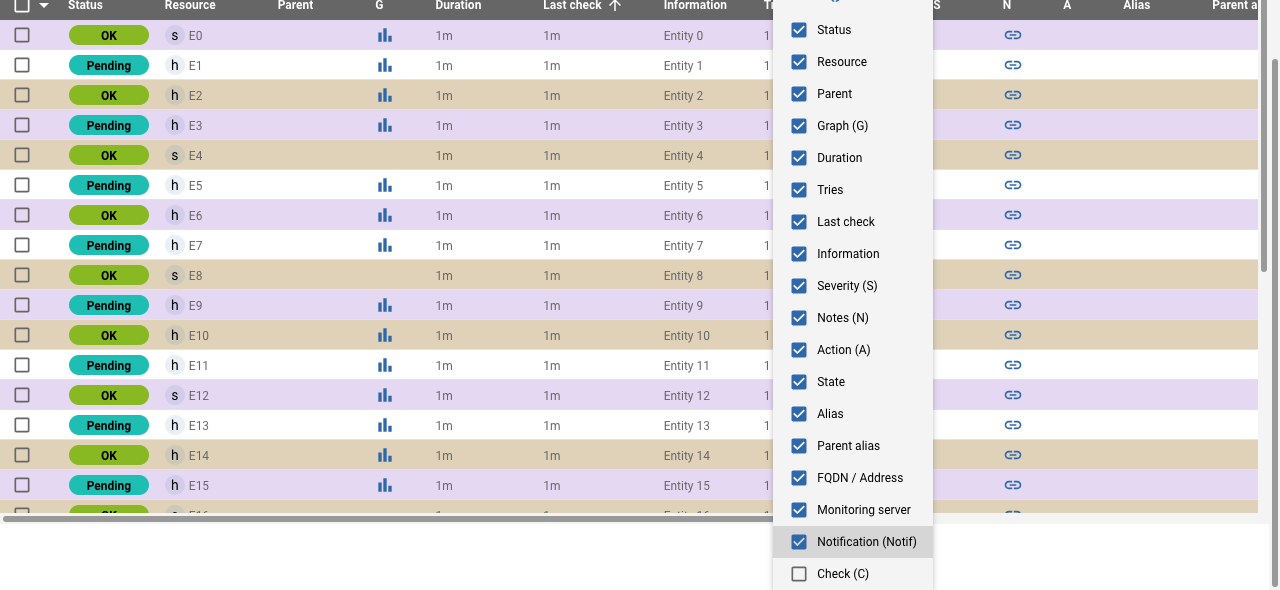 Status Resource Parent G Duration Last check Information Tr S N A Alias Parent a
OK s E0 1m 1m Entity 0 1
Pending h E1 1m 1m Entity 1 1
OK h E2 1m 1m Entity 2 1
Pending h E3 1m 1m Entity 3 1
OK s E4 1m 1m Entity 4 1
Pending h E5 1m 1m Entity 5 1
OK h E6 1m 1m Entity 6 1
Pending h E7 1m 1m Entity 7 1
OK s E8 1m 1m Entity 8 1
Pending h E9 1m 1m Entity 9 1
OK h E10 1m 1m Entity 10 1
Pending h E11 1m 1m Entity 11 1
OK s E12 1m 1m Entity 12 1
Pending h E13 1m 1m Entity 13 1
OK h E14 1m 1m Entity 14 1
Pending h E15 1m 1m Entity 15 1
Status
Resource
Parent
Graph (G)
Duration
Tries
Last check
Information
Severity (S)
Notes (N)
Action (A)
State
Alias
Parent alias
FQDN / Address
Monitoring server
Notification (Notif)
Check (C)